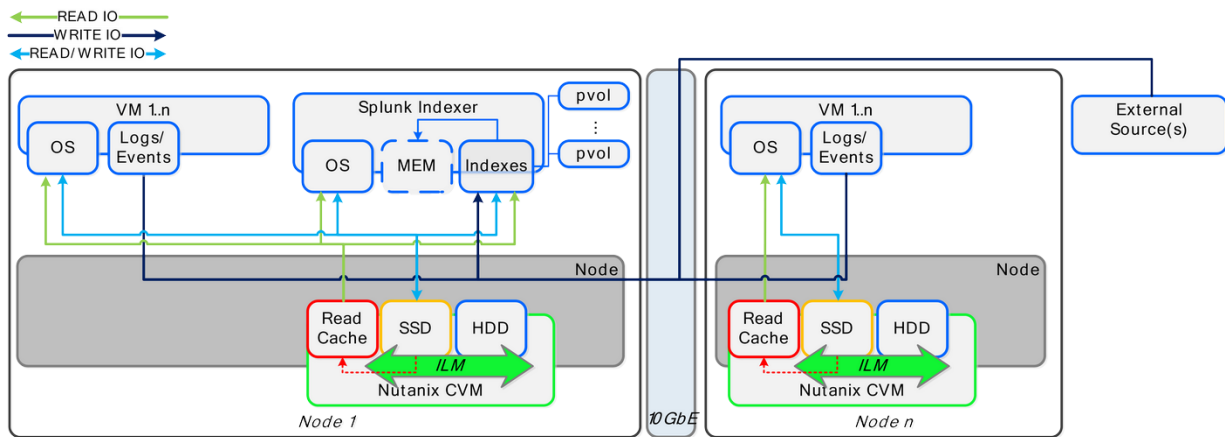 READ IO
WRITE IO
READ/ WRITE IO
VM 1..n
OS
Logs/
Events
Splunk Indexer
OS
MEM
Indexes
pvol
...
pvol
Node
Read
Cache
SSD
HDD
ILM
Nutanix CVM
Node 1
10GbE
VM 1..n
OS
Logs/
Events
Node
Read
Cache
SSD
HDD
ILM
Nutanix CVM
Node n
External
Source(s)